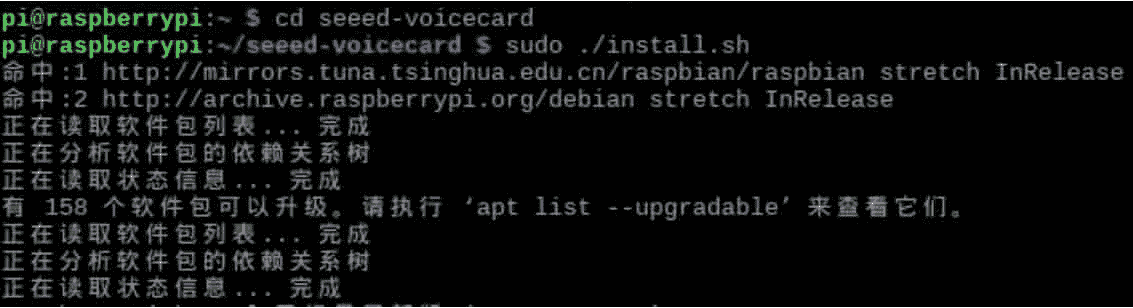 pi@raspberrypi:~ $ cd seeed-voicecard
pi@raspberrypi:~/seeed-voicecard $ sudo ./install.sh
命中:1 http://mirrors.tuna.tsinghua.edu.cn/raspbian/raspbian stretch InRelease
命中:2 http://archive.raspberrypi.org/debian stretch InRelease
正在读取软件包列表... 完成
正在分析软件包的依赖关系树
正在读取状态信息... 完成
有 158 个软件包可以升级。请执行 ‘apt list --upgradable’ 来查看它们。
正在读取软件包列表... 完成
正在分析软件包的依赖关系树
正在读取状态信息... 完成